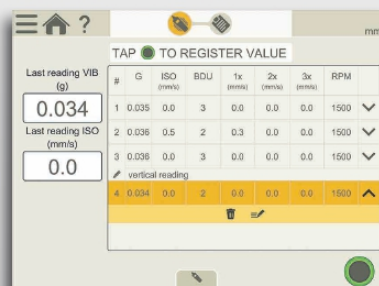 ?
mm
TAP TO REGISTER VALUE
Last reading VIB
(g)
0.034
Last reading ISO
(mm/s)
0.0
# G ISO (mm/s) BDU 1x (mm/s) 2x (mm/s) 3x (mm/s) RPM
1 0.035 0.0 3 0.0 0.0 0.0 1500
2 0.036 0.5 2 0.3 0.0 0.0 1500
3 0.036 0.0 3 0.0 0.0 0.0 1500
vertical reading
4 0.034 0.0 2 0.0 0.0 0.0 1500